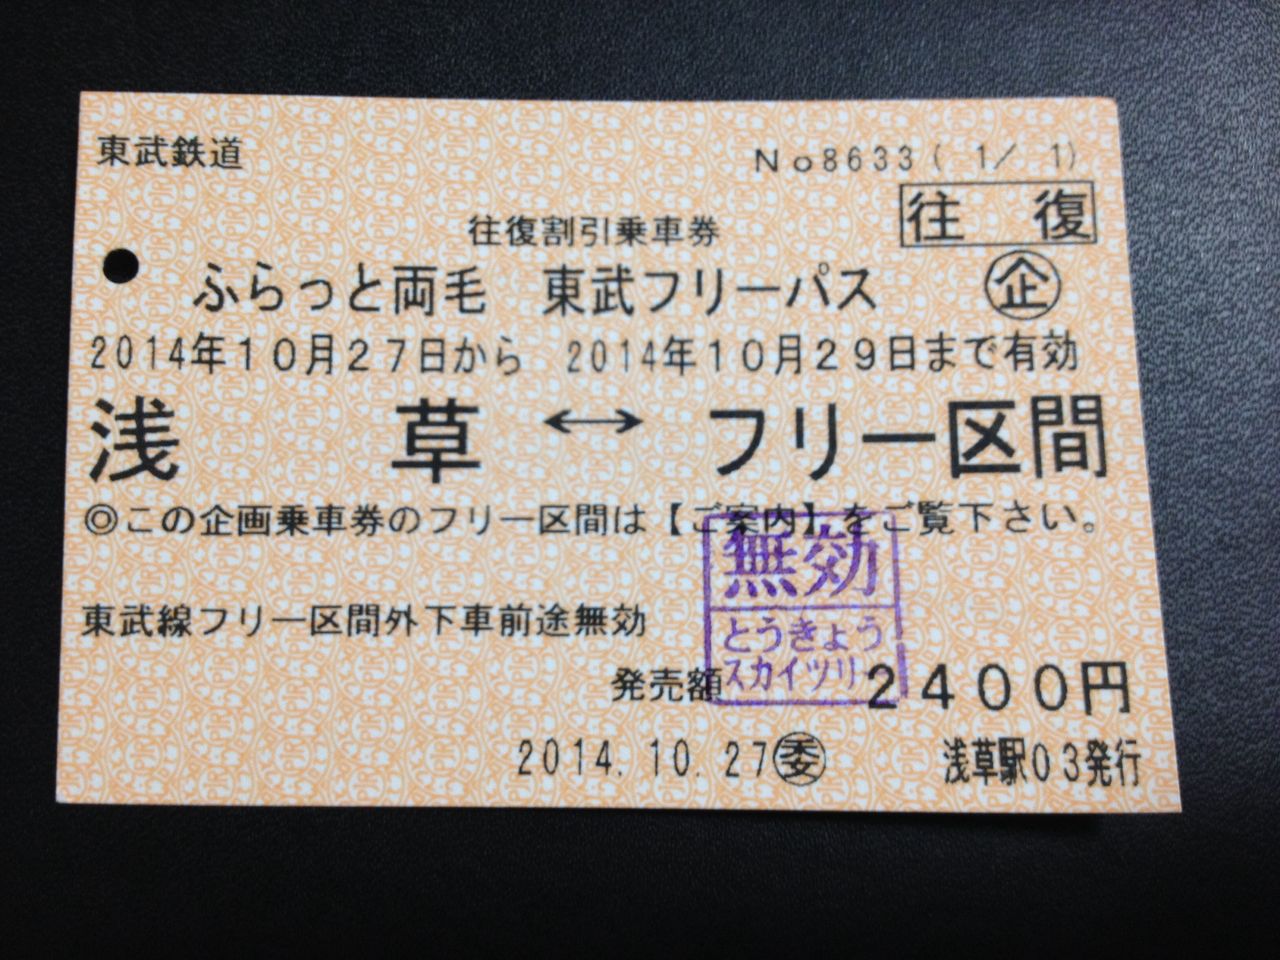 東武鉄道
No8633( 1/ 1)
往復
往復割引乗車券
ふらっと両毛 東武フリーパス ㊭
2014年10月27日から 2014年10月29日まで有効
浅草 ↔ フリー区間
◎この企画乗車券のフリー区間は【ご案内】をご覧下さい。
無効
とうきょう
スカイツリー
東武線フリー区間外下車前途無効
発売額 2400円
2014.10.27 委 浅草駅03発行